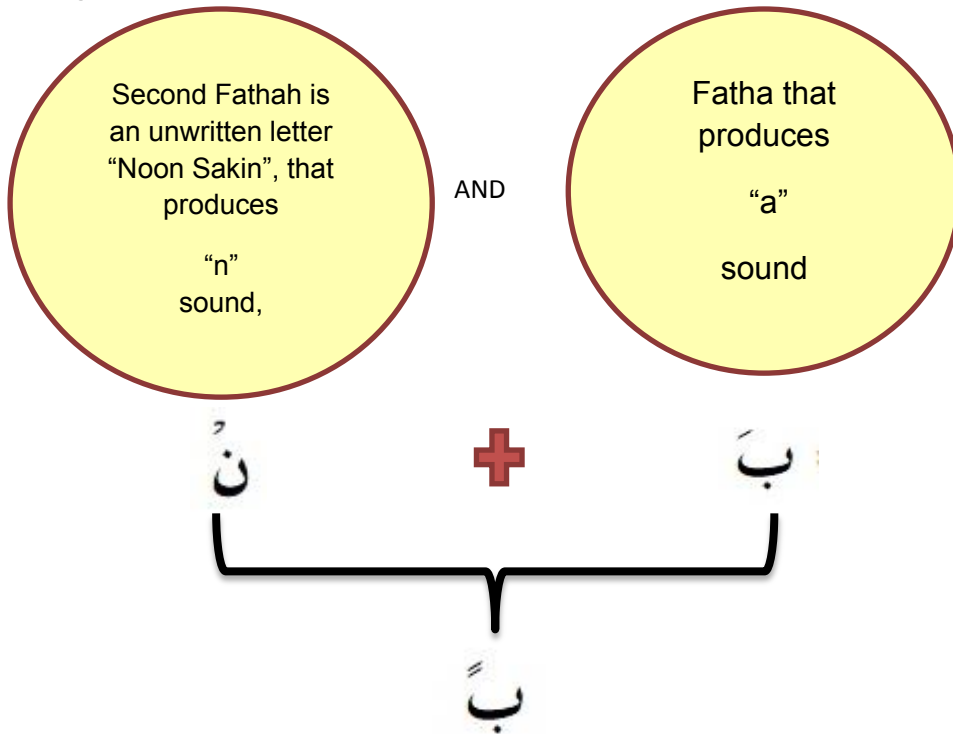 Second Fathah is
an unwritten letter
“Noon Sakin”, that
produces
“n”
sound,
AND
Fatha that
produces
“a”
sound
نْ
بَ
بً